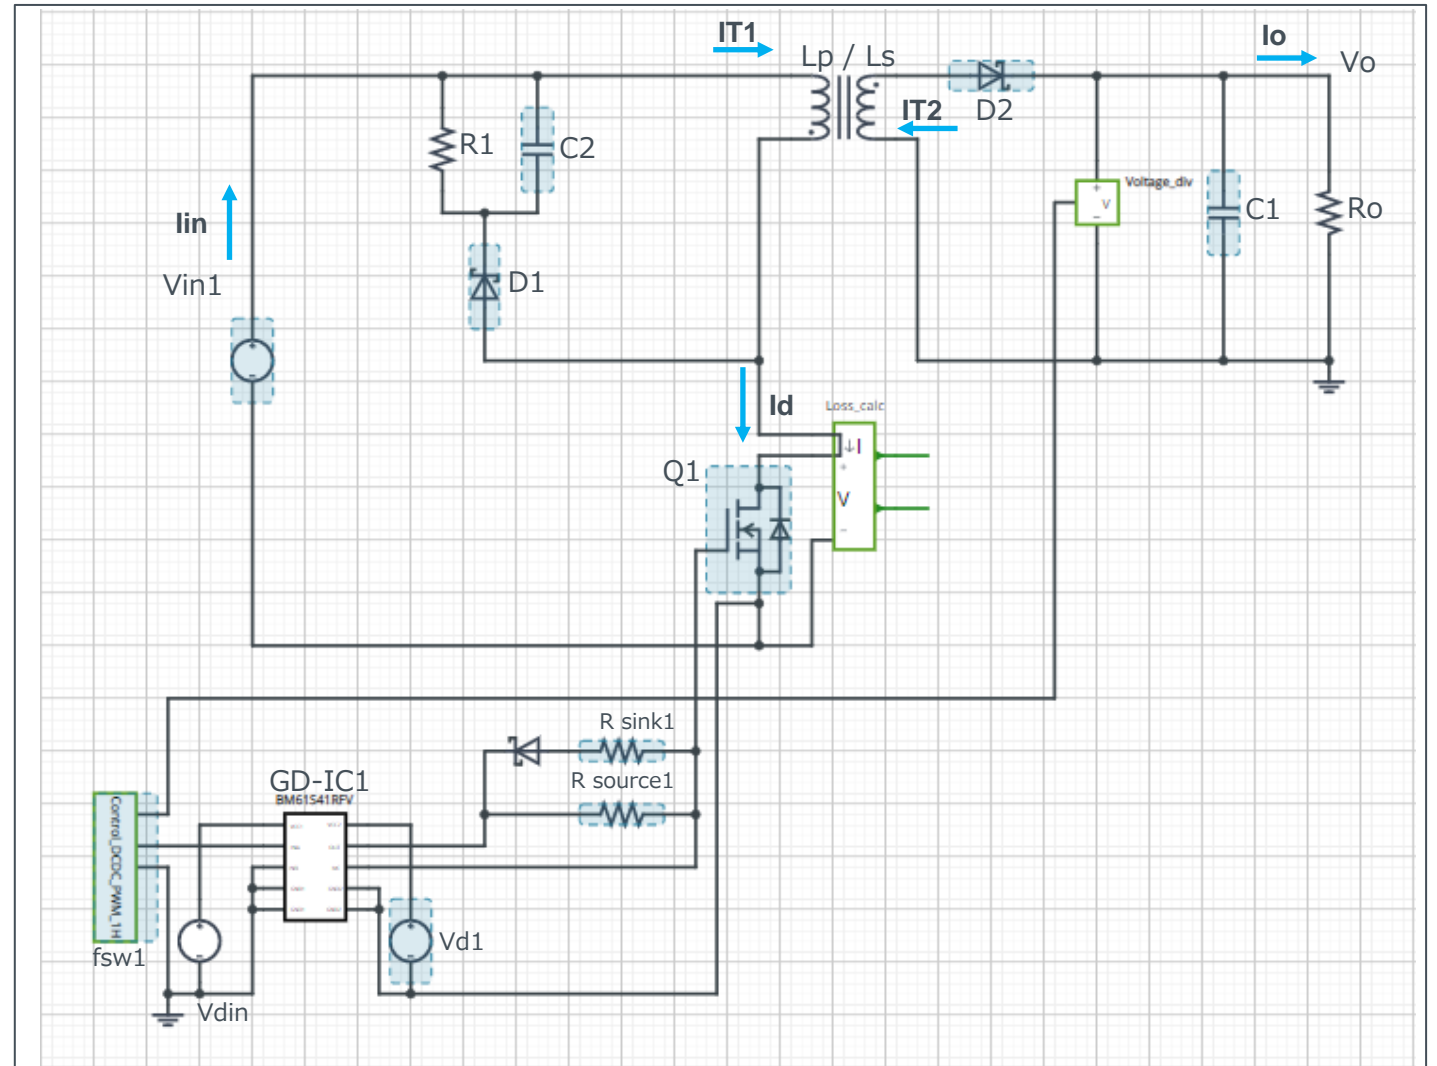 IT1
Lp / Ls
Io
Vo
IT2
D2
R1
C2
Voltage_div
V
C1
Ro
Iin
Vin1
D1
Id
Loss_calc
I
Q1
V
R sink1
R source1
GD-IC1
BM61S41RFV
Control_DCDC_PWM_1H
Vd1
fsw1
Vdin